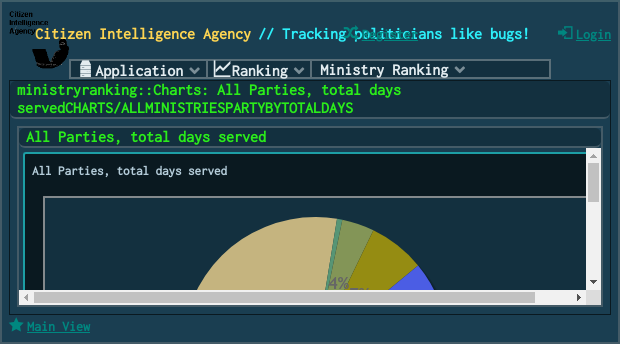 Citizen
Intelligence
Agency
Citizen Intelligence Agency // Tracking politicians like bugs!
Register
Login
Application
Ranking
Ministry Ranking
ministryranking::Charts: All Parties, total days
servedCHARTS/ALLMINISTRIESPARTYBYTOTALDAYS
All Parties, total days served
All Parties, total days served
4%
Main View